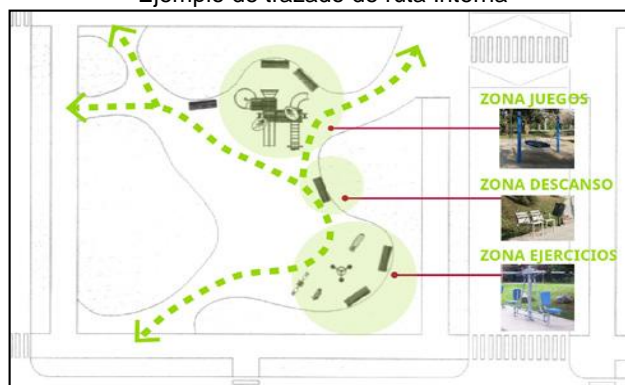 Ejemplo de trazado de ruta interna
ZONA JUEGOS
ZONA DESCANSO
ZONA EJERCICIOS